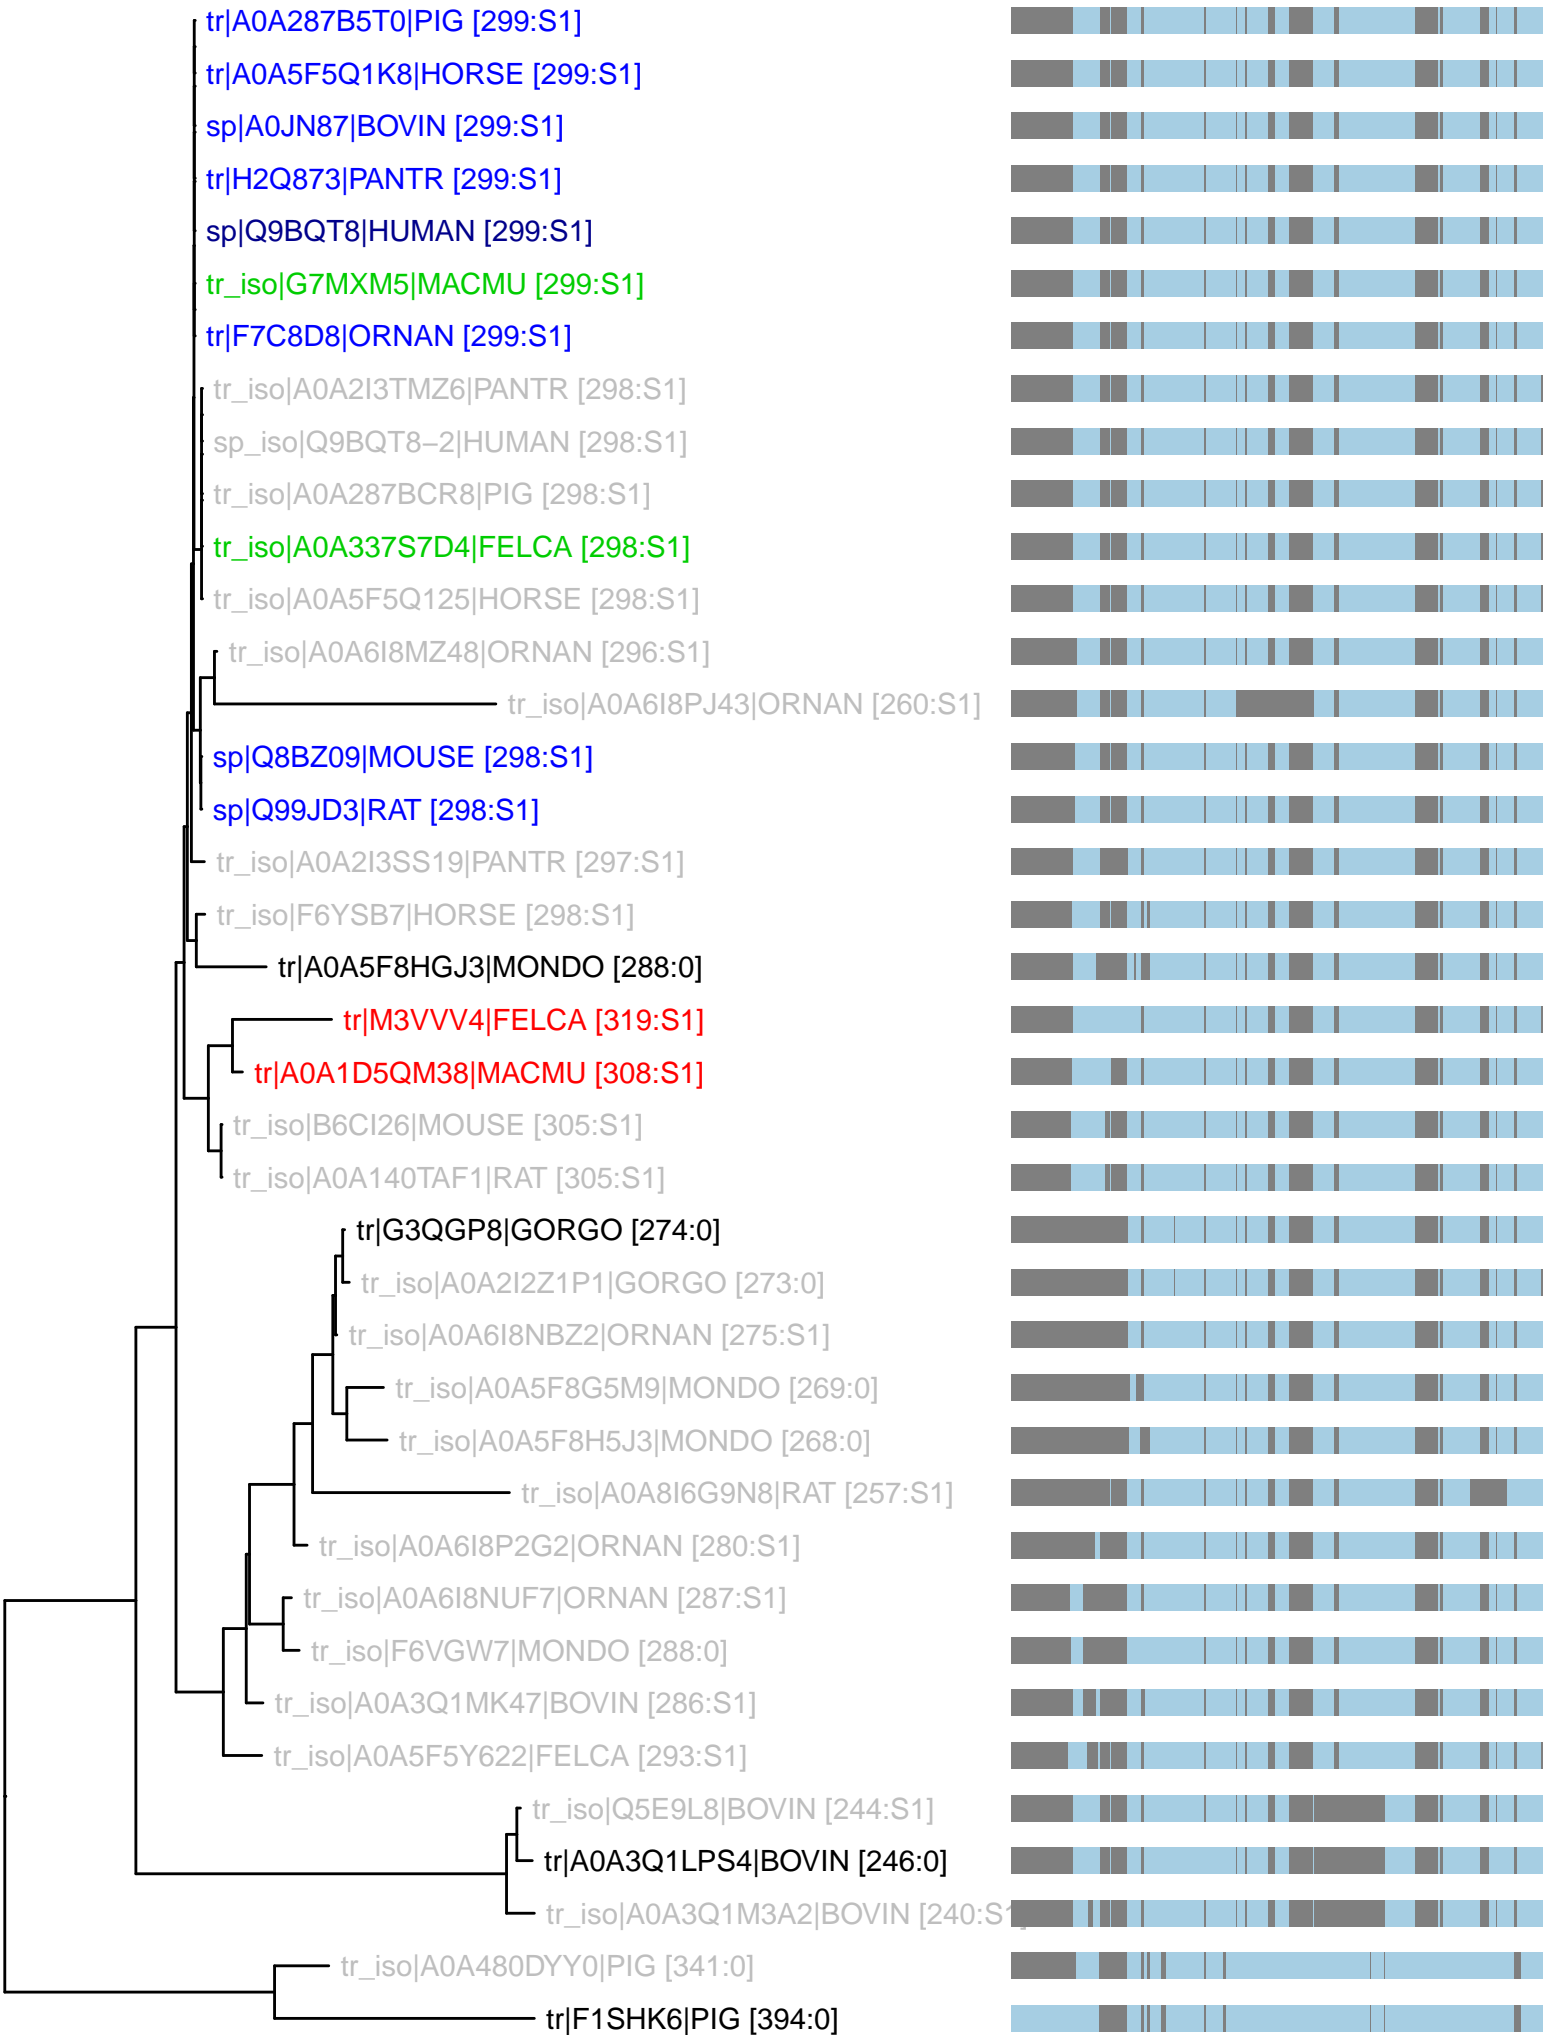 tr|A0A287B5T0|PIG [299:S1]
tr|A0A5F5Q1K8|HORSE [299:S1]
sp|A0JN87|BOVIN [299:S1]
tr|H2Q873|PANTR [299:S1]
sp|Q9BQT8|HUMAN [299:S1]
tr_iso|G7MXM5|MACMU [299:S1]
tr|F7C8D8|ORNAN [299:S1]
tr_iso|A0A2I3TMZ6|PANTR [298:S1]
sp_iso|Q9BQT8−2|HUMAN [298:S1]
tr_iso|A0A287BCR8|PIG [298:S1]
tr_iso|A0A337S7D4|FELCA [298:S1]
tr_iso|A0A5F5Q125|HORSE [298:S1]
tr_iso|A0A6I8MZ48|ORNAN [296:S1]
tr_iso|A0A6I8PJ43|ORNAN [260:S1]
sp|Q8BZ09|MOUSE [298:S1]
sp|Q99JD3|RAT [298:S1]
tr_iso|A0A2I3SS19|PANTR [297:S1]
tr_iso|F6YSB7|HORSE [298:S1]
tr|A0A5F8HGJ3|MONDO [288:0]
tr|M3VVV4|FELCA [319:S1]
tr|A0A1D5QM38|MACMU [308:S1]
tr_iso|B6CI26|MOUSE [305:S1]
tr_iso|A0A140TAF1|RAT [305:S1]
tr|G3QGP8|GORGO [274:0]
tr_iso|A0A2I2Z1P1|GORGO [273:0]
tr_iso|A0A6I8NBZ2|ORNAN [275:S1]
tr_iso|A0A5F8G5M9|MONDO [269:0]
tr_iso|A0A5F8H5J3|MONDO [268:0]
tr_iso|A0A8I6G9N8|RAT [257:S1]
tr_iso|A0A6I8P2G2|ORNAN [280:S1]
tr_iso|A0A6I8NUF7|ORNAN [287:S1]
tr_iso|F6VGW7|MONDO [288:0]
tr_iso|A0A3Q1MK47|BOVIN [286:S1]
tr_iso|A0A5F5Y622|FELCA [293:S1]
tr_iso|Q5E9L8|BOVIN [244:S1]
tr|A0A3Q1LPS4|BOVIN [246:0]
tr_iso|A0A3Q1M3A2|BOVIN [240:S1]
tr_iso|A0A480DYY0|PIG [341:0]
tr|F1SHK6|PIG [394:0]